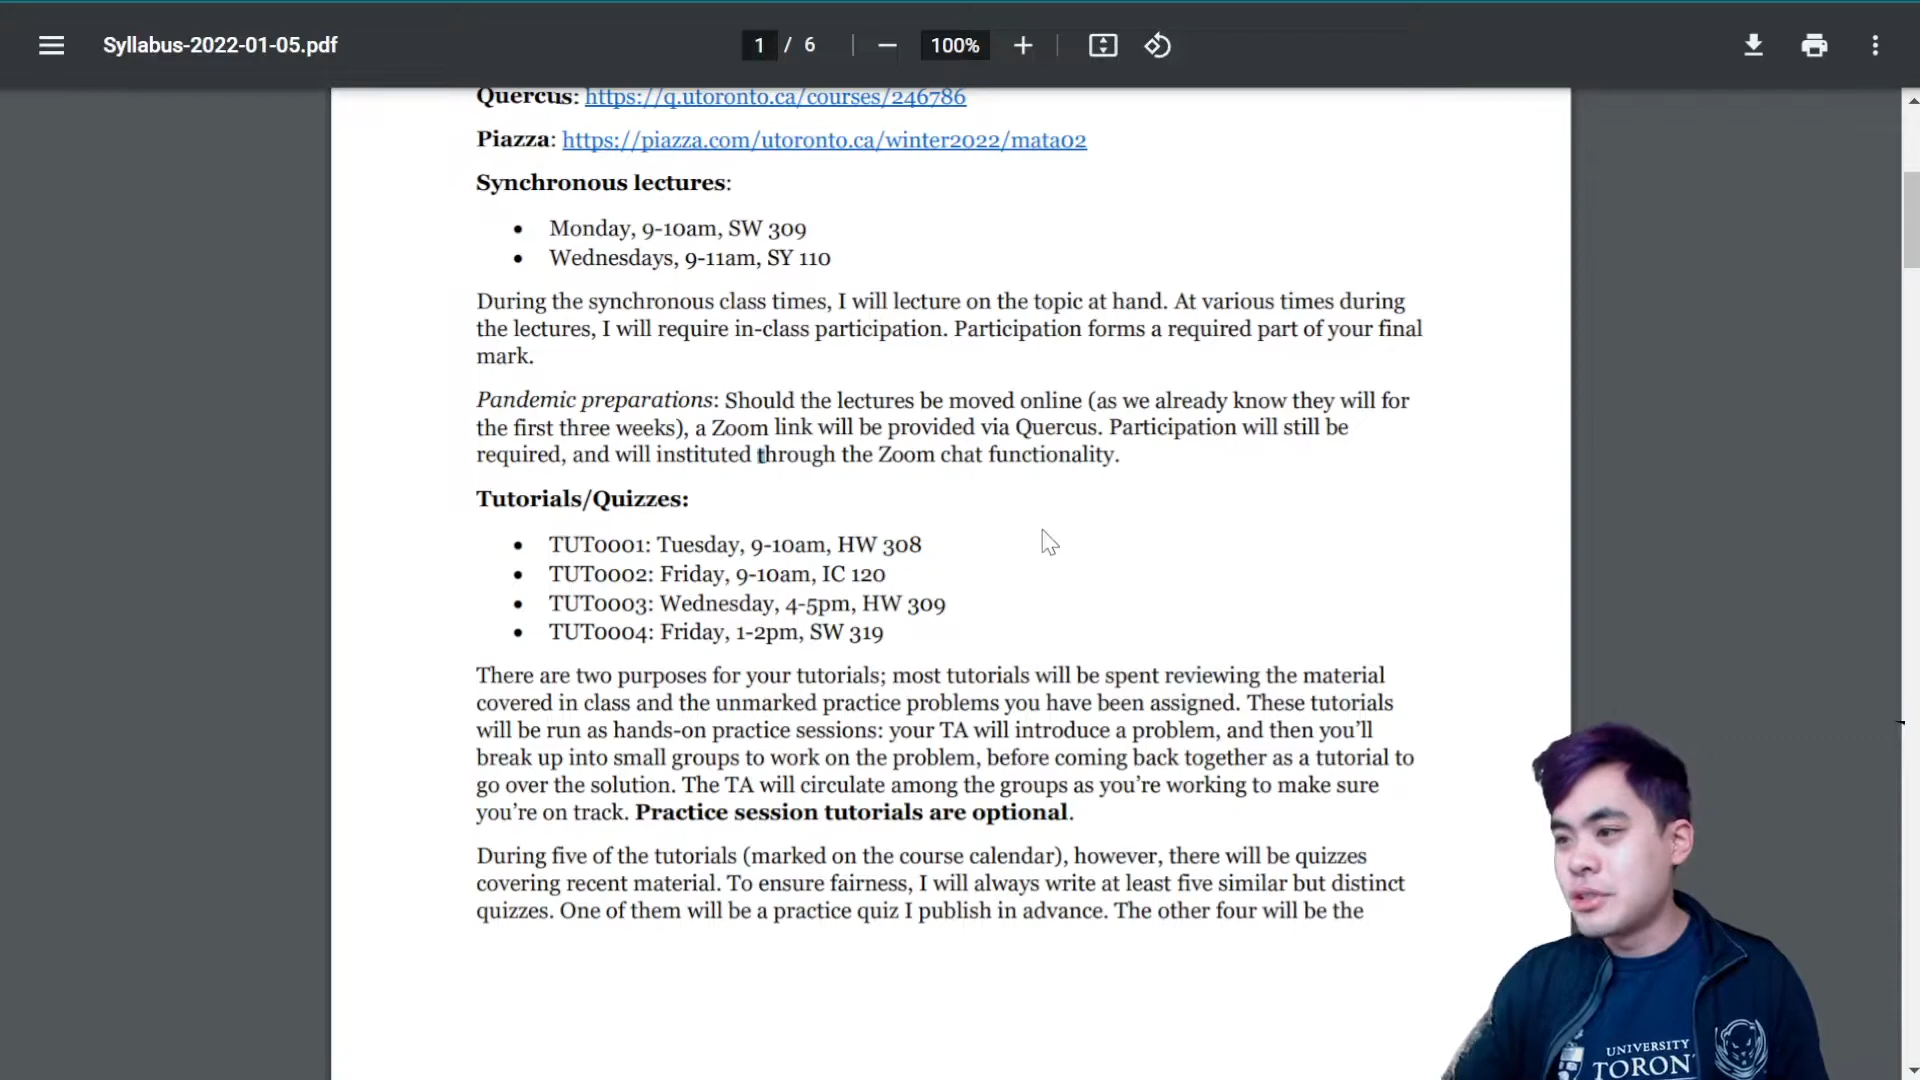 Syllabus-2022-01-05.pdf
1 / 6
100%
Quercus: https://q.utoronto.ca/courses/246786
Piazza: https://piazza.com/utoronto.ca/winter2022/mata02
Synchronous lectures:
• Monday, 9-10am, SW 309
• Wednesdays, 9-11am, SY 110
During the synchronous class times, I will lecture on the topic at hand. At various times during
the lectures, I will require in-class participation. Participation forms a required part of your final
mark.
Pandemic preparations: Should the lectures be moved online (as we already know they will for
the first three weeks), a Zoom link will be provided via Quercus. Participation will still be
required, and will instituted through the Zoom chat functionality.
Tutorials/Quizzes:
• TUT0001: Tuesday, 9-10am, HW 308
• TUT0002: Friday, 9-10am, IC 120
• TUT0003: Wednesday, 4-5pm, HW 309
• TUT0004: Friday, 1-2pm, SW 319
There are two purposes for your tutorials; most tutorials will be spent reviewing the material
covered in class and the unmarked practice problems you have been assigned. These tutorials
will be run as hands-on practice sessions: your TA will introduce a problem, and then you’ll
break up into small groups to work on the problem, before coming back together as a tutorial to
go over the solution. The TA will circulate among the groups as you’re working to make sure
you’re on track. Practice session tutorials are optional.
During five of the tutorials (marked on the course calendar), however, there will be quizzes
covering recent material. To ensure fairness, I will always write at least five similar but distinct
quizzes. One of them will be a practice quiz I publish in advance. The other four will be the
UNIVERSITY
TORON